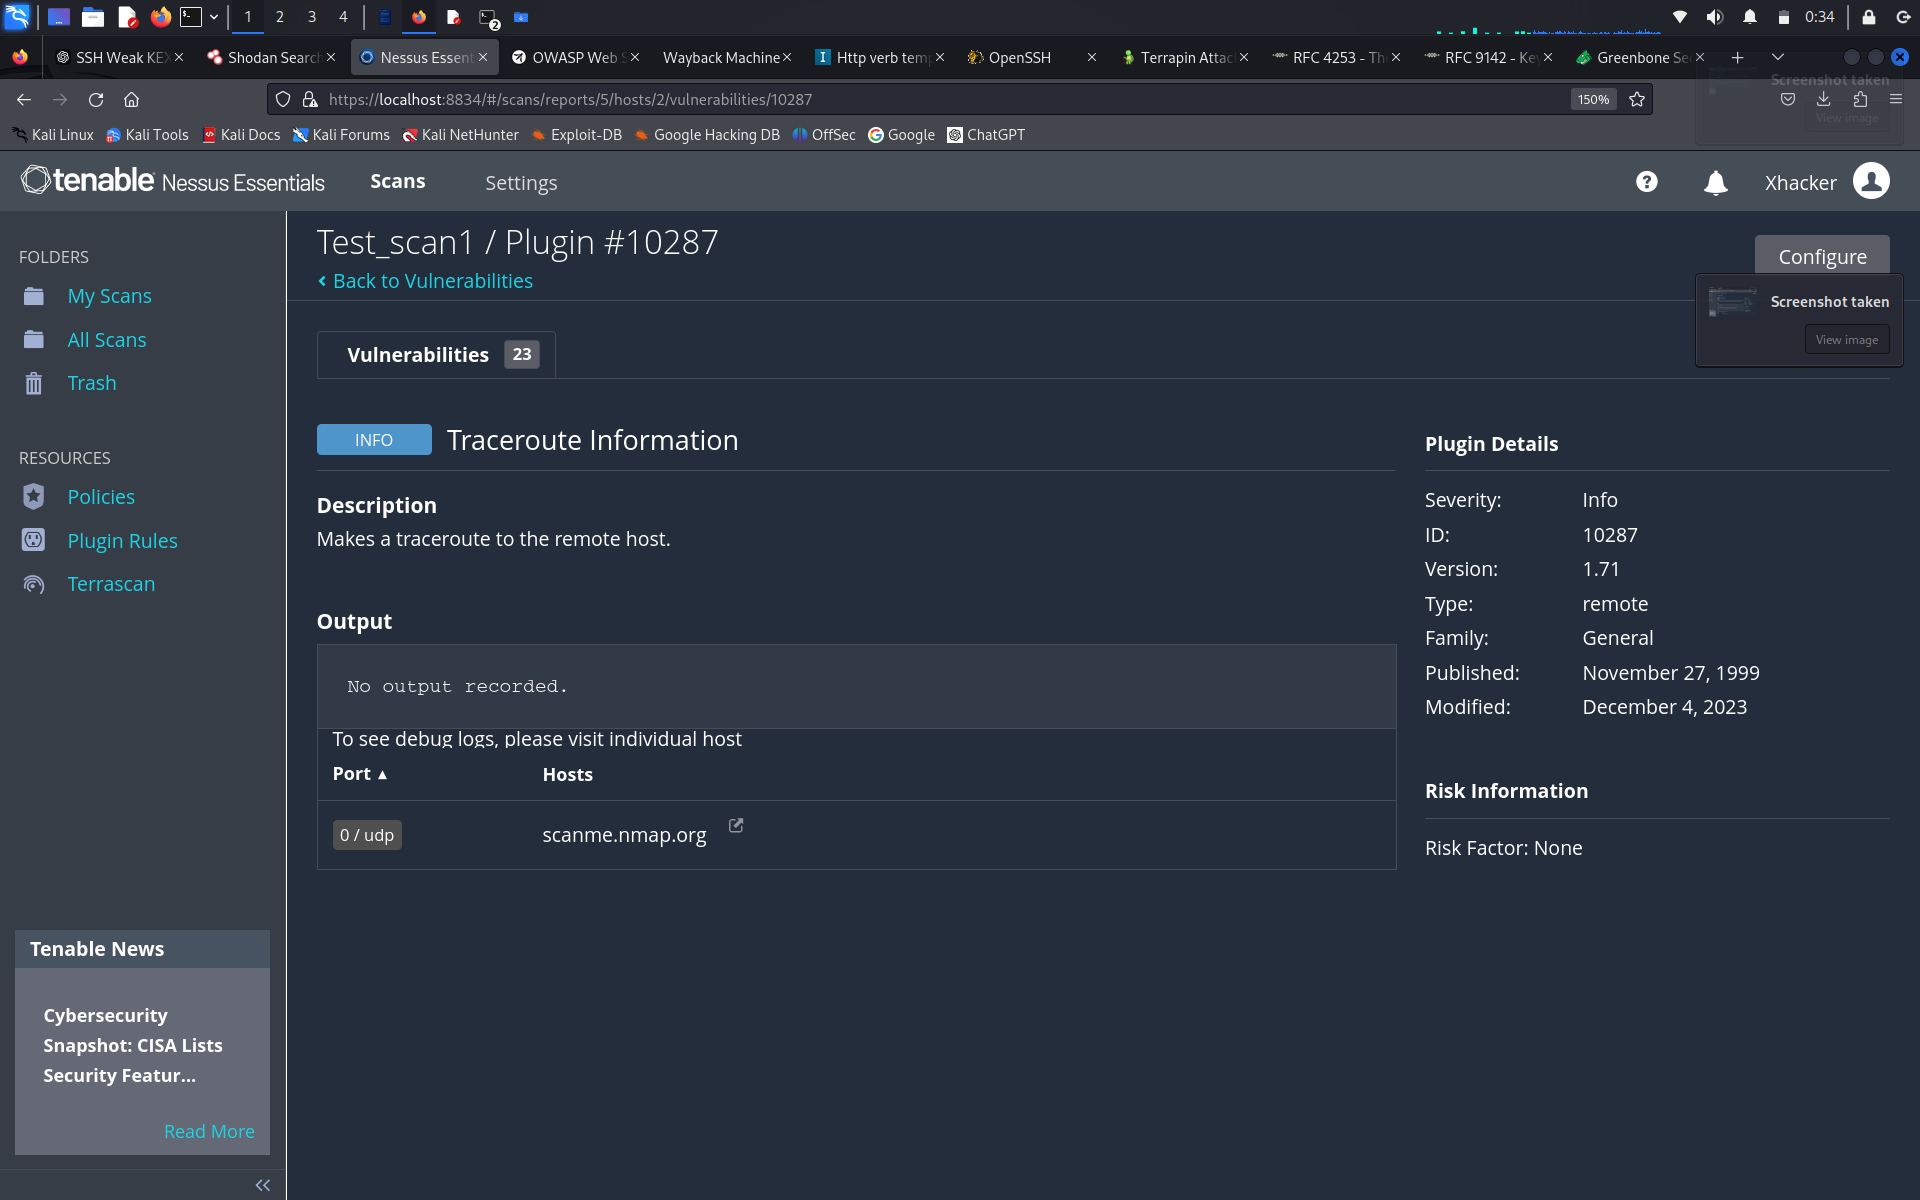 1 2 3 4 2 0:34
SSH Weak KEX Shodan Search Nessus Essent OWASP Web S Wayback Machine Http verb tem OpenSSH Terrapin Attac RFC 4253 - Th RFC 9142 - Key Greenbone Se
https://localhost:8834/#/scans/reports/5/hosts/2/vulnerabilities/10287 150%
Screenshot taken
View image
Kali Linux Kali Tools Kali Docs Kali Forums Kali NetHunter Exploit-DB Google Hacking DB OffSec Google ChatGPT
tenable Nessus Essentials Scans Settings Xhacker
FOLDERS
My Scans
All Scans
Trash
RESOURCES
Policies
Plugin Rules
Terrascan
Tenable News
Cybersecurity
Snapshot: CISA Lists
Security Featur...
Read More
Test_scan1 / Plugin #10287
Back to Vulnerabilities
Configure
Screenshot taken
View image
Vulnerabilities 23
INFO Traceroute Information
Description
Makes a traceroute to the remote host.
Output
No output recorded.
To see debug logs, please visit individual host
Port ▲ Hosts
0 / udp scanme.nmap.org
Plugin Details
Severity: Info
ID: 10287
Version: 1.71
Type: remote
Family: General
Published: November 27, 1999
Modified: December 4, 2023
Risk Information
Risk Factor: None